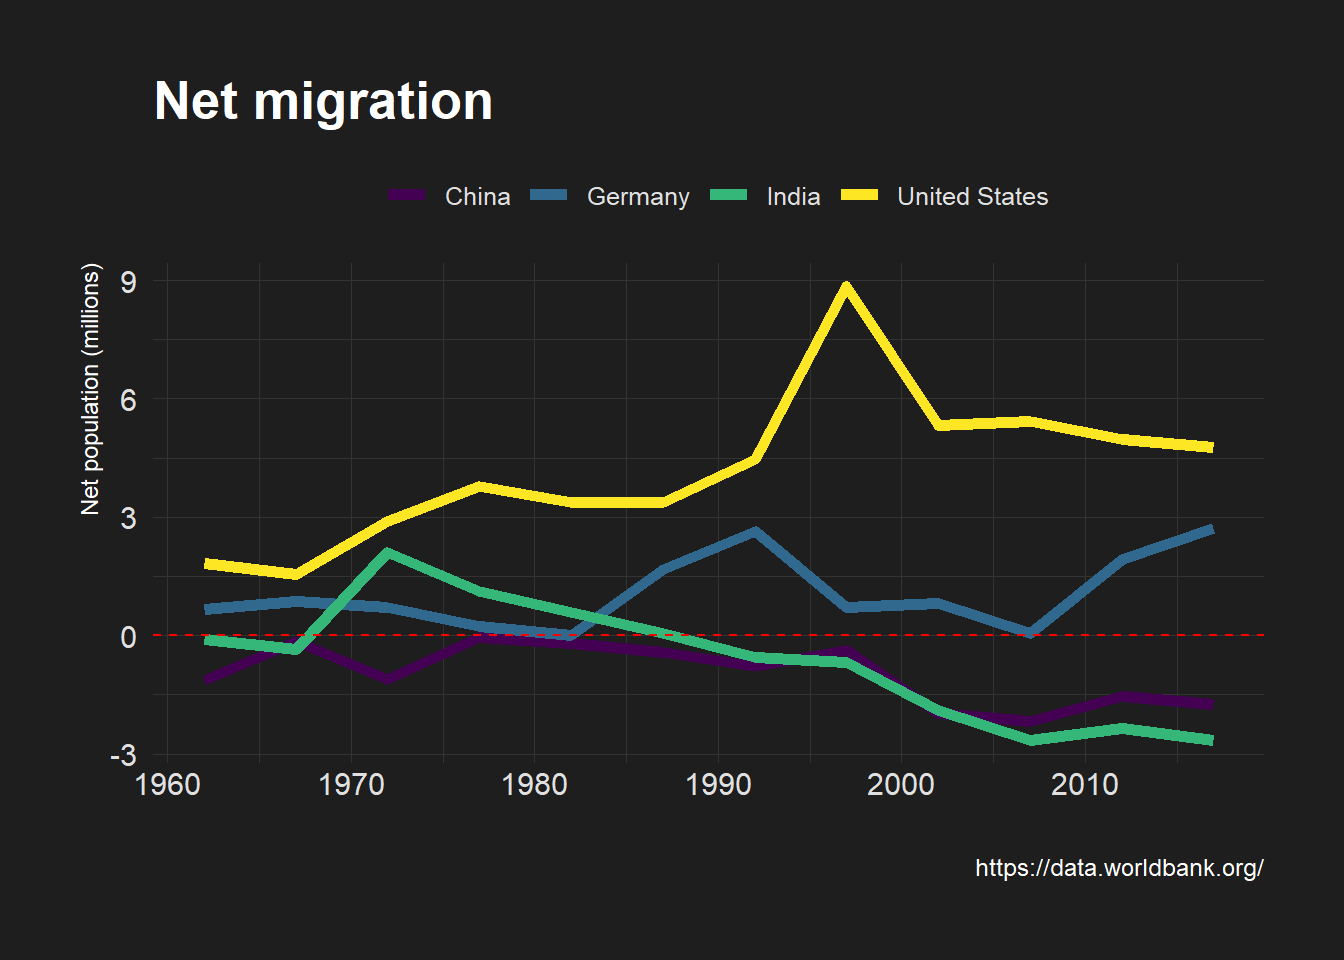 Net migration
China Germany India United States
Net population (millions)
9
6
3
0
-3
1960 1970 1980 1990 2000 2010
https://data.worldbank.org/